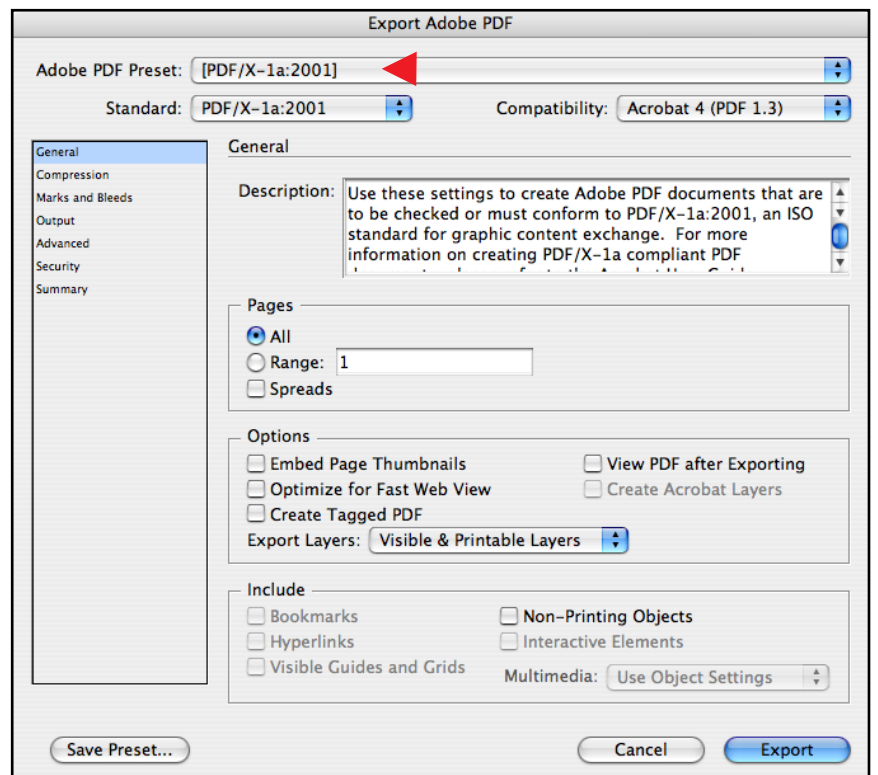 Export Adobe PDF
Adobe PDF Preset: [PDF/X-1a:2001]
Standard: PDF/X-1a:2001 Compatibility: Acrobat 4 (PDF 1.3)
General
Compression
Marks and Bleeds
Output
Advanced
Security
Summary
General
Description: Use these settings to create Adobe PDF documents that are
to be checked or must conform to PDF/X-1a:2001, an ISO
standard for graphic content exchange. For more
information on creating PDF/X-1a compliant PDF
Pages
All
Range: 1
Spreads
Options
Embed Page Thumbnails View PDF after Exporting
Optimize for Fast Web View Create Acrobat Layers
Create Tagged PDF
Export Layers: Visible & Printable Layers
Include
Bookmarks Non-Printing Objects
Hyperlinks Interactive Elements
Visible Guides and Grids Multimedia: Use Object Settings
Save Preset... Cancel Export